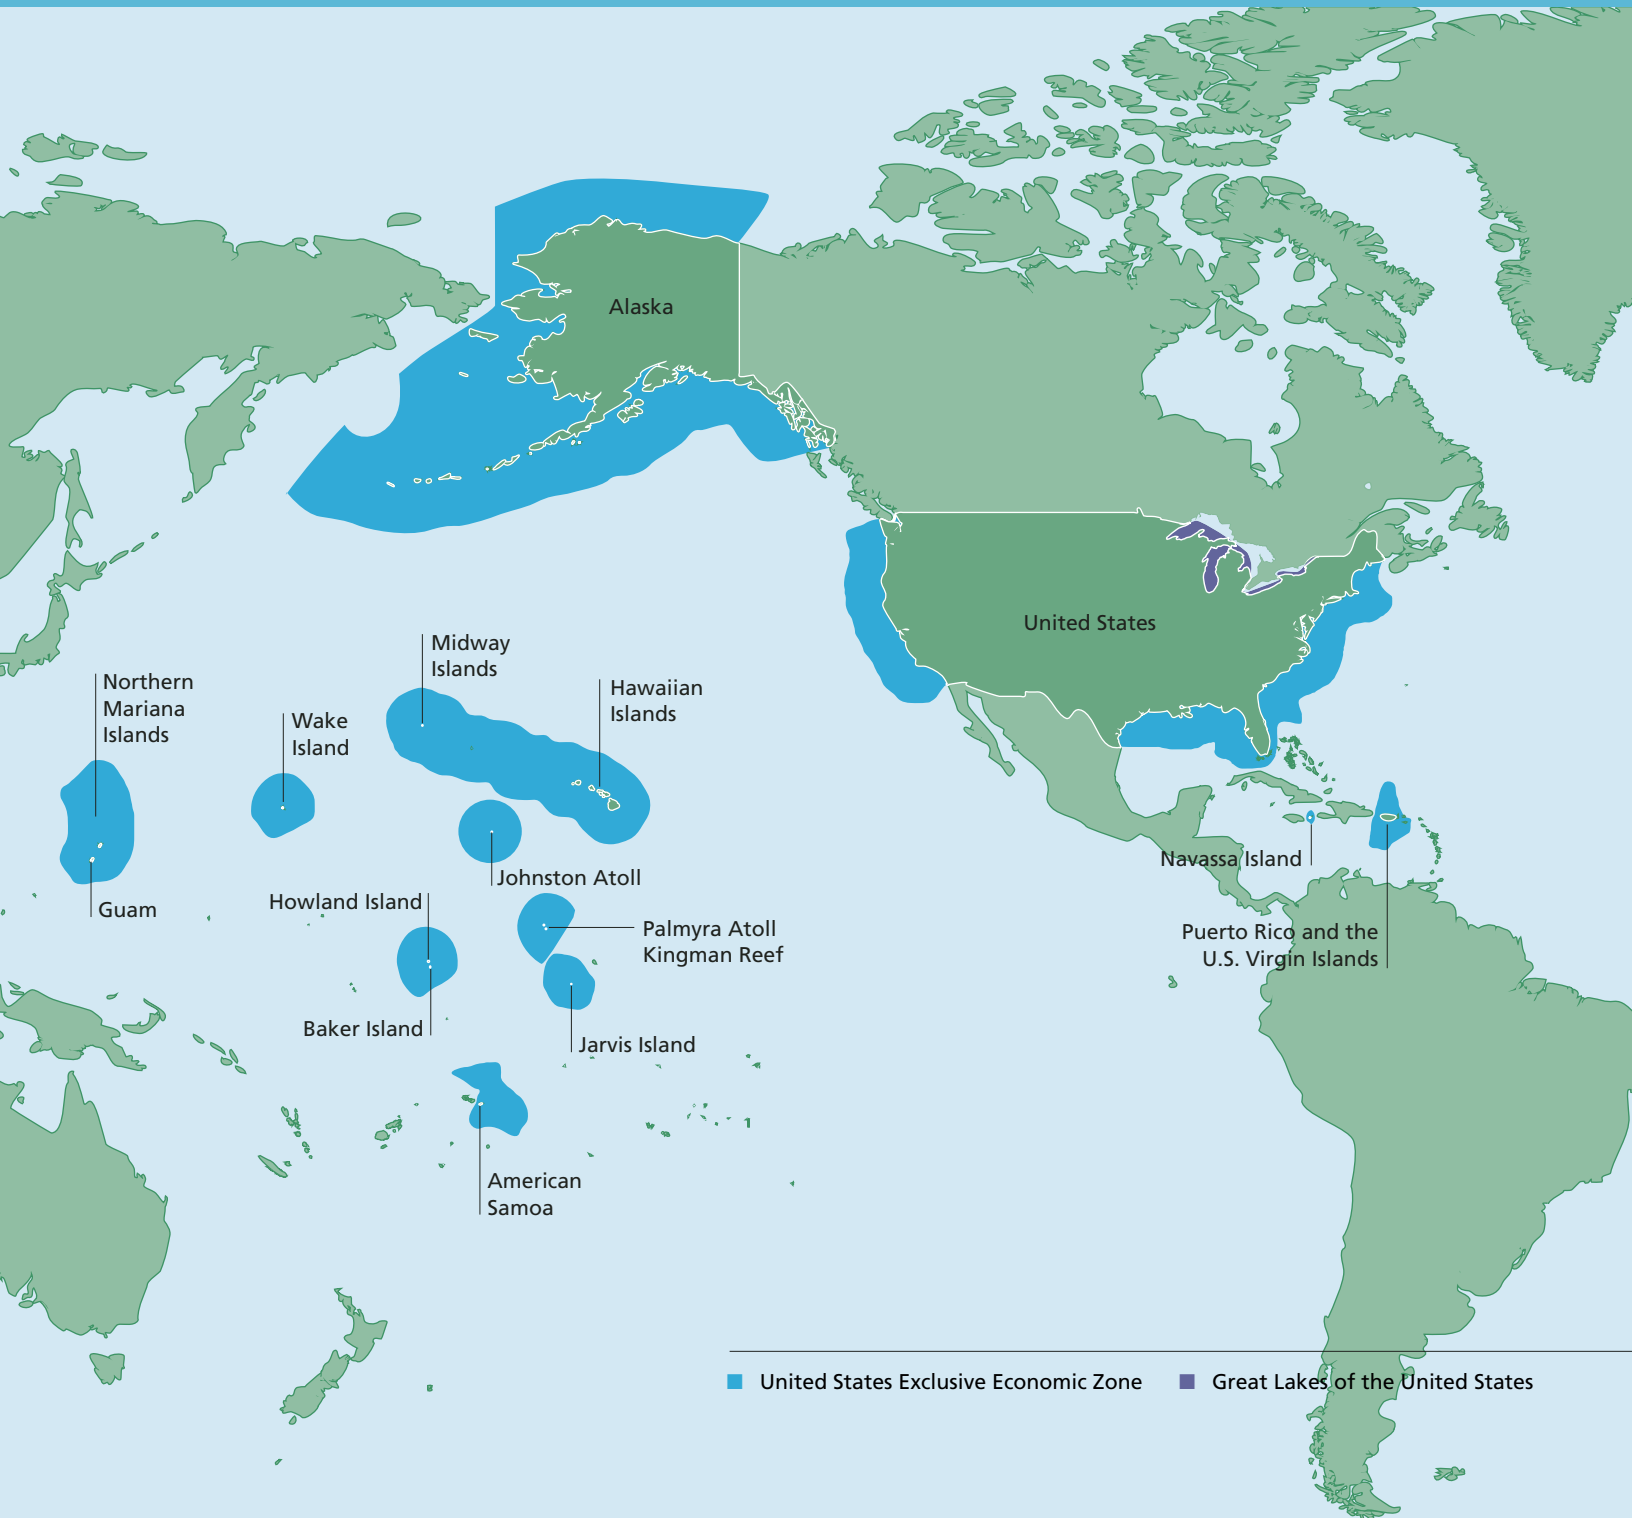 Alaska
United States
Midway
Islands
Northern
Mariana
Islands
Hawaiian
Islands
Wake
Island
Navassa Island
Johnston Atoll
Howland Island
Guam
Palmyra Atoll
Kingman Reef
Puerto Rico and the
U.S. Virgin Islands
Baker Island
Jarvis Island
American
Samoa
United States Exclusive Economic Zone
Great Lakes of the United States